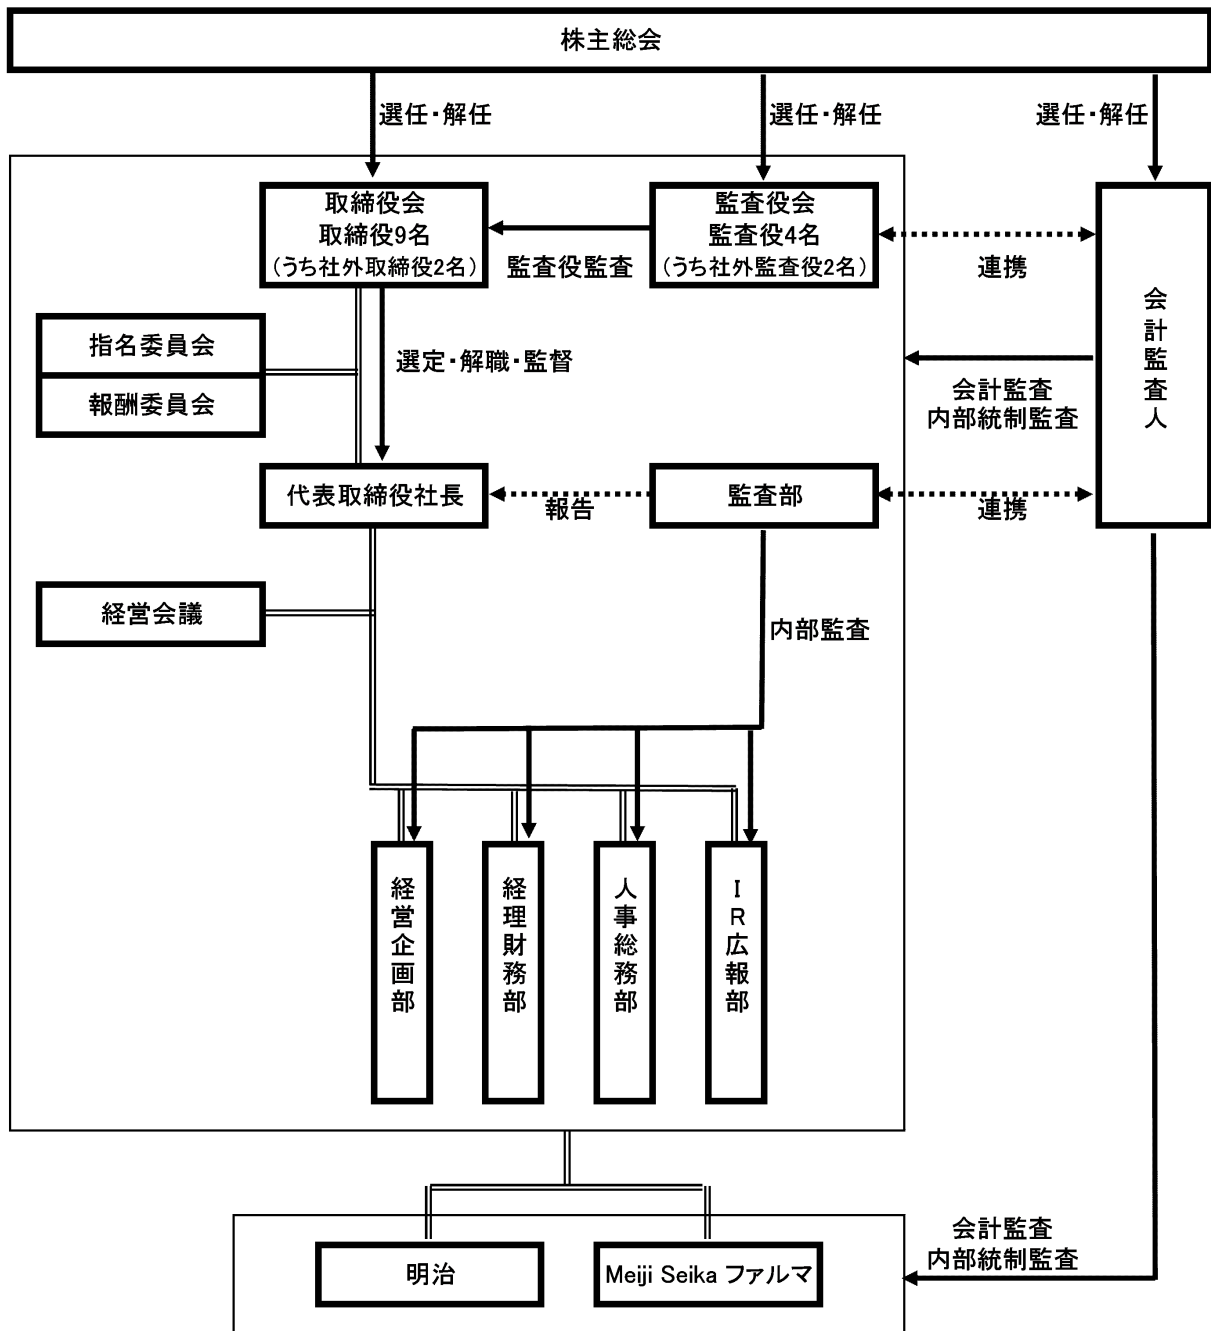 株主総会
選任・解任
選任・解任
選任・解任
取締役会
取締役9名
(うち社外取締役2名)
監査役会
監査役4名
(うち社外監査役2名)
監査役監査
連携
会計監査人
指名委員会
報酬委員会
選定・解職・監督
会計監査
内部統制監査
代表取締役社長
報告
監査部
連携
経営会議
内部監査
経営企画部
経理財務部
人事総務部
IR広報部
会計監査
内部統制監査
明治
Meiji Seika ファルマ